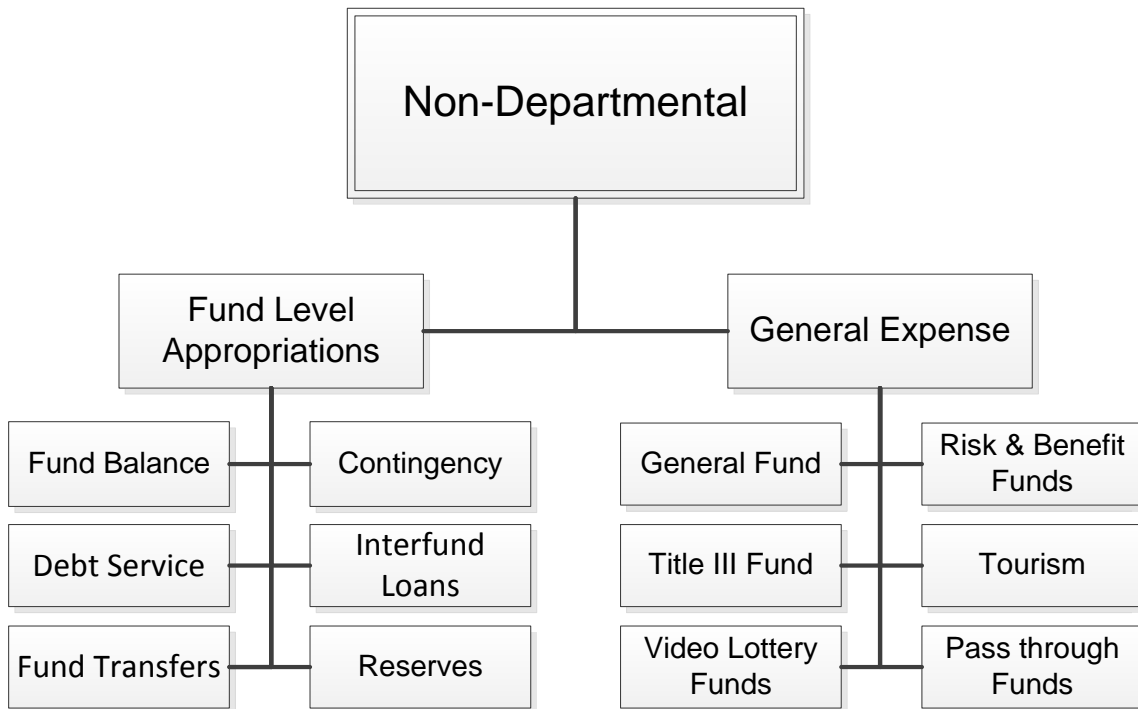 Non-Departmental
Fund Level
Appropriations
General Expense
Fund Balance
Contingency
General Fund
Risk & Benefit
Funds
Debt Service
Interfund
Loans
Title III Fund
Tourism
Fund Transfers
Reserves
Video Lottery
Funds
Pass through
Funds